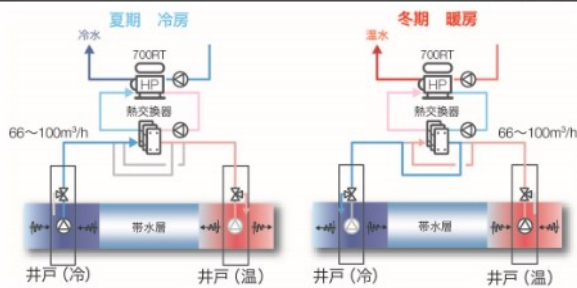 夏期 冷房
冷水
700RT
HP
熱交換器
66～100m³/h
帯水層
井戸（冷）
井戸（温）
冬期 暖房
温水
700RT
HP
熱交換器
66～100m³/h
帯水層
井戸（冷）
井戸（温）